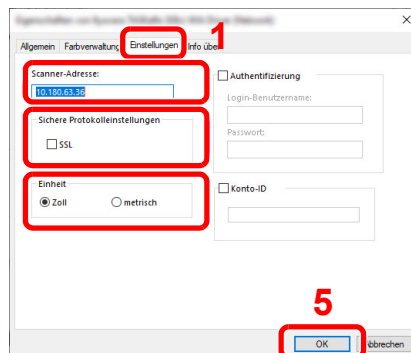 1
Allgemein Farbverwaltung Einstellungen Info über
Scanner-Adresse:
10.180.63.36
Sichere Protokolleinstellungen
SSL
Einheit
Zoll metrisch
Authentifizierung
Login-Benutzername:
Passwort:
Konto-ID
5
OK Abbrechen